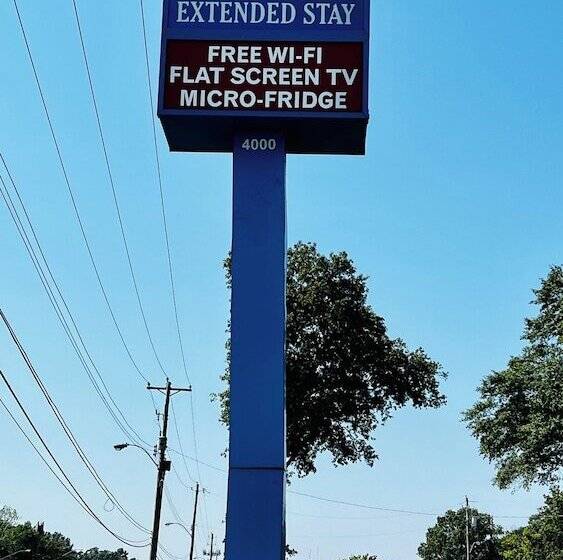 EXTENDED STAY
FREE WI-FI
FLAT SCREEN TV
MICRO-FRIDGE
4000